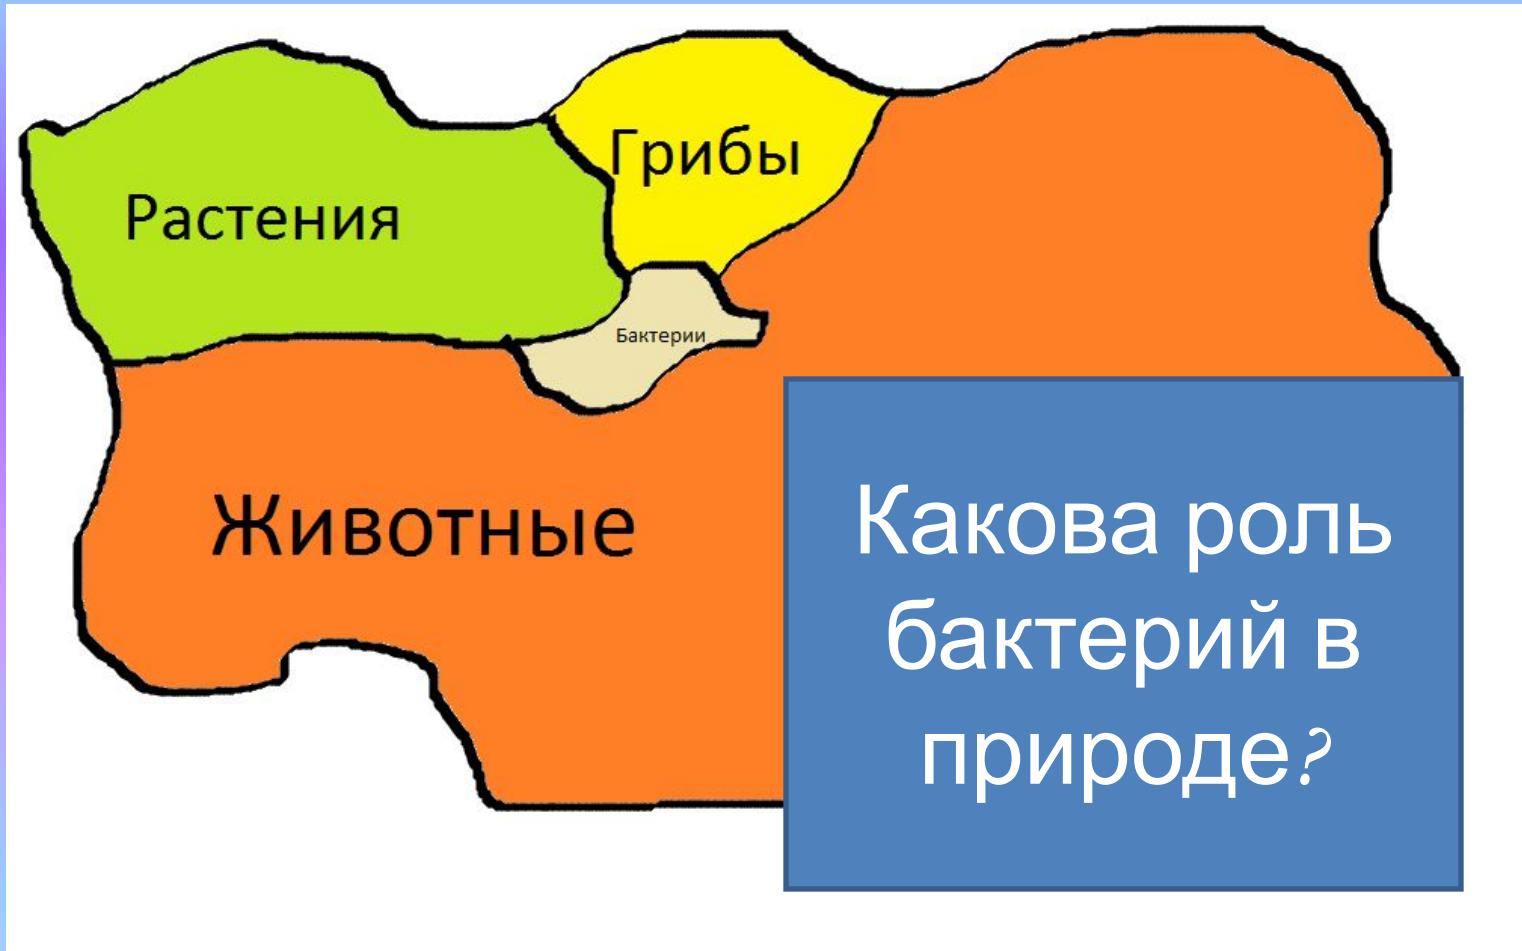 Грибы
Растения
Бактерии
Животные
Какова роль
бактерий в
природе?